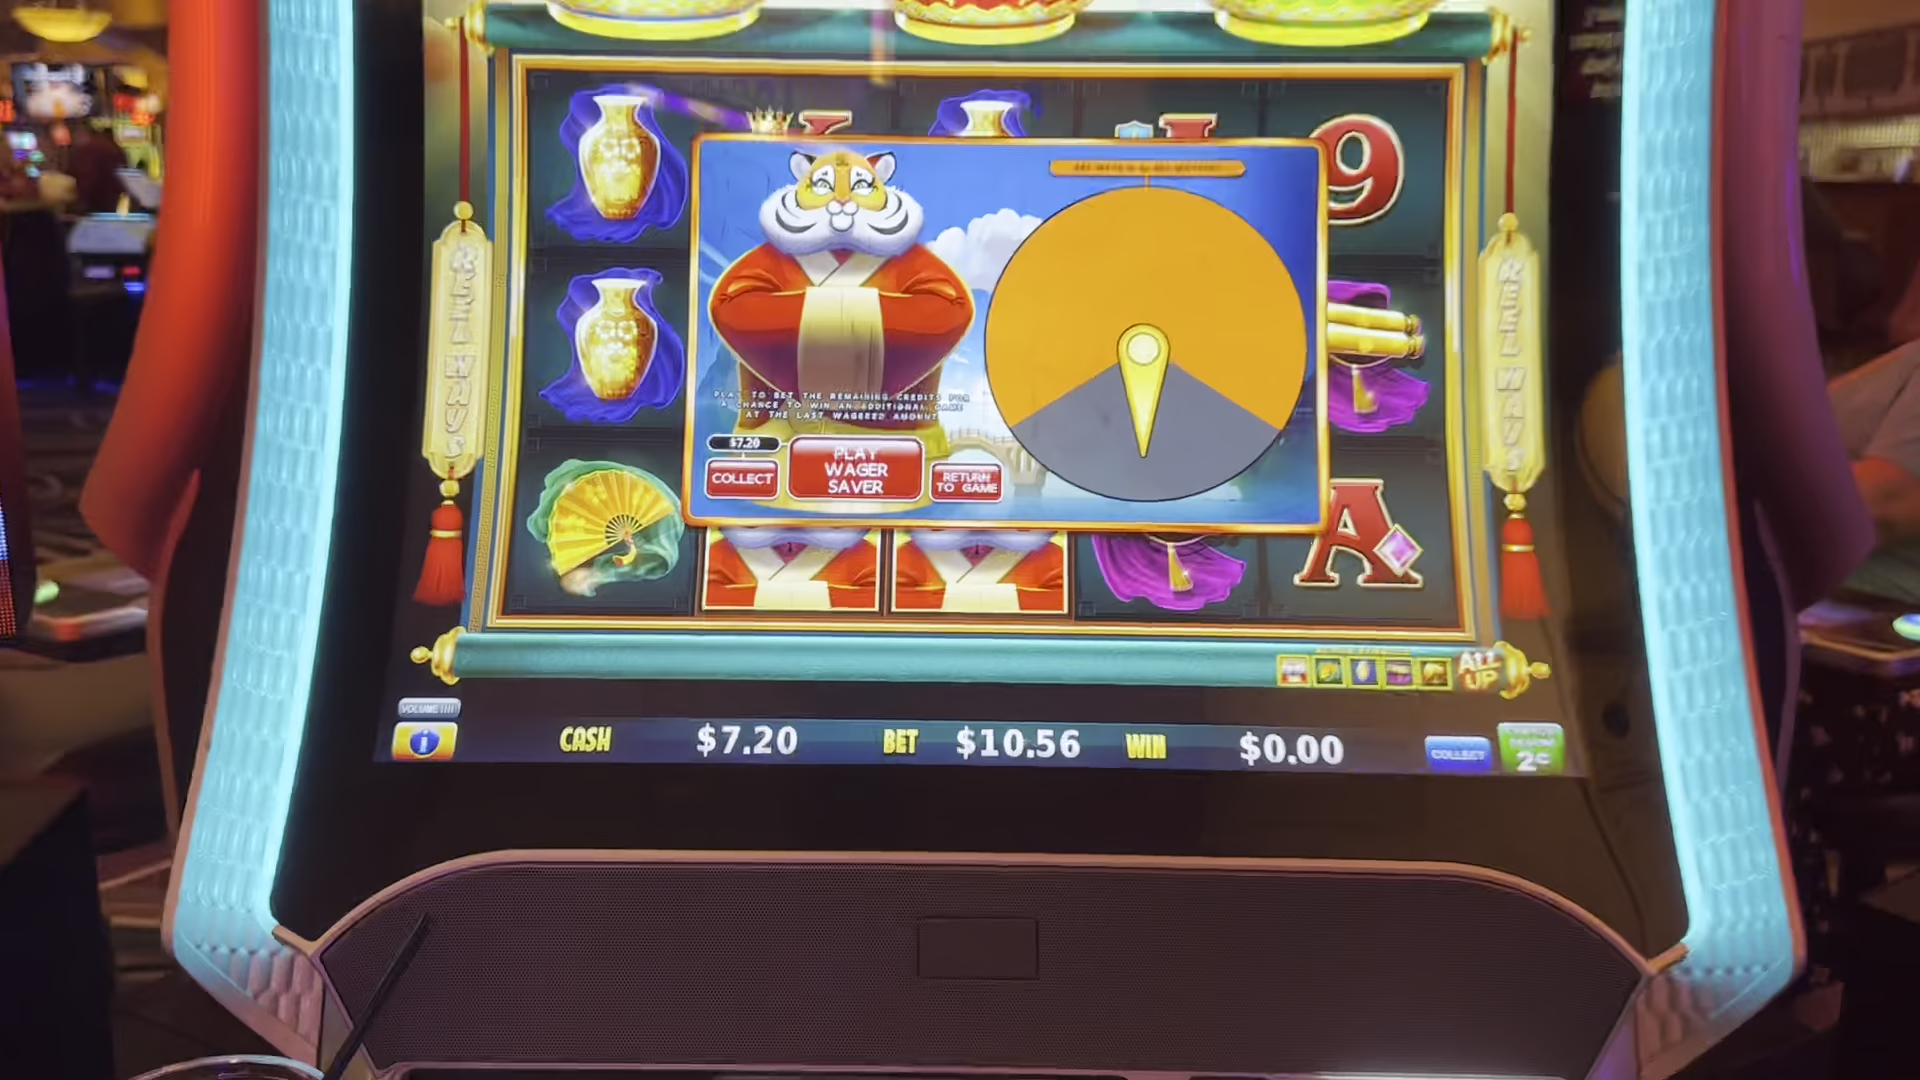 9
REEL WAYS
REEL WAYS
PLAY TO BET THE REMAINING CREDITS FOR
A CHANCE TO WIN AN ADDITIONAL GAME
AT THE LAST WAGERED AMOUNT
$7.20
COLLECT
PLAY
WAGER
SAVER
RETURN
TO GAME
A
ALL
UP
VOLUME
CASH $7.20 BET $10.56 WIN $0.00
COLLECT
2¢